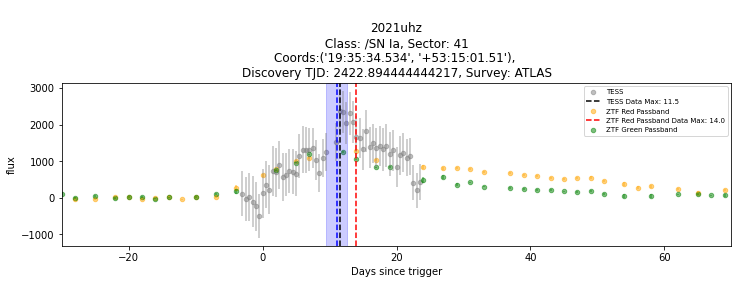 2021uhz
Class: /SN Ia, Sector: 41
Coords:('19:35:34.534', '+53:15:01.51'),
Discovery TJD: 2422.894444444217, Survey: ATLAS
flux
3000
2000
1000
0
−1000
TESS
TESS Data Max: 11.5
ZTF Red Passband
ZTF Red Passband Data Max: 14.0
ZTF Green Passband
−20
0
20
40
60
Days since trigger